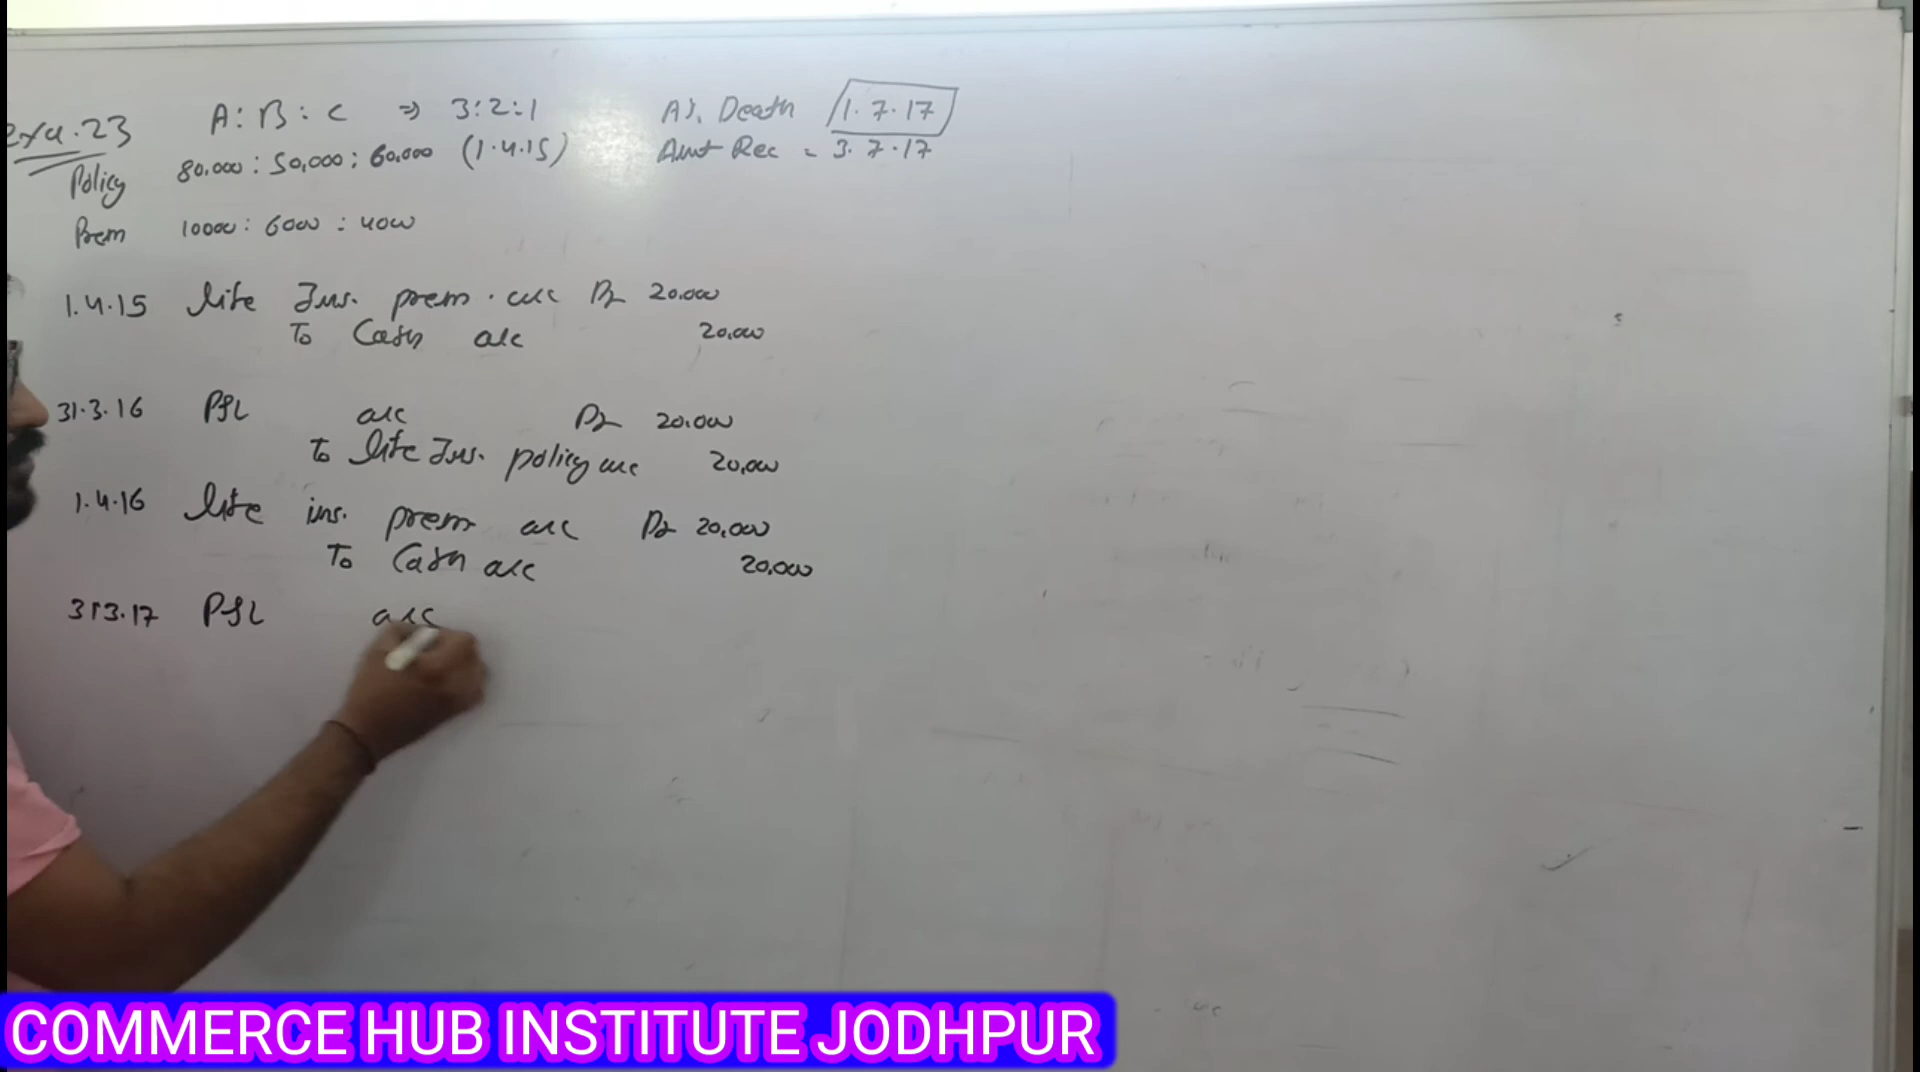 Exa.23
A : B : C ⇒ 3:2:1
A's Death 1.7.17
Policy 80,000 : 50,000 : 60,000 (1.4.15)
Amt Rec = 3.7.17
Prem 10000 : 6000 : 4000
1.4.15 life Ins. prem. a/c Dr 20,000
To Cash a/c 20,000
31.3.16 P&L a/c Dr 20,000
To life Ins. policy a/c 20,000
1.4.16 life ins. prem a/c Dr 20,000
To Cash a/c 20,000
31.3.17 P&L a/c
COMMERCE HUB INSTITUTE JODHPUR